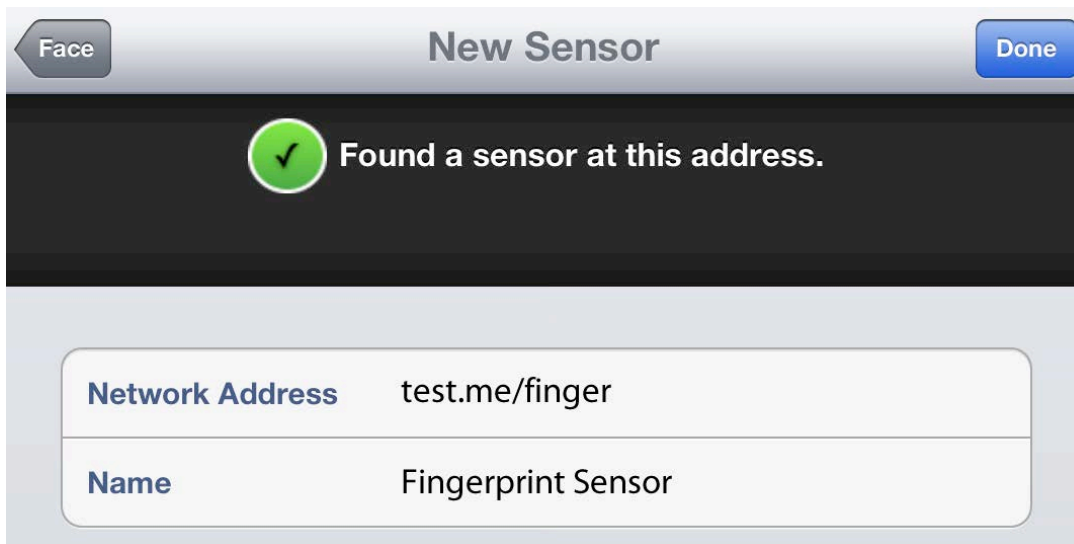 Face New Sensor Done
✓ Found a sensor at this address.
Network Address test.me/finger
Name Fingerprint Sensor